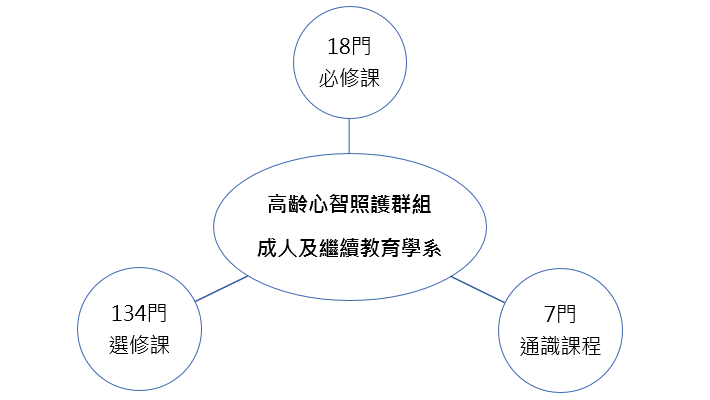 18門
必修課
高齡心智照護群組
成人及繼續教育學系
134門
選修課
7門
通識課程